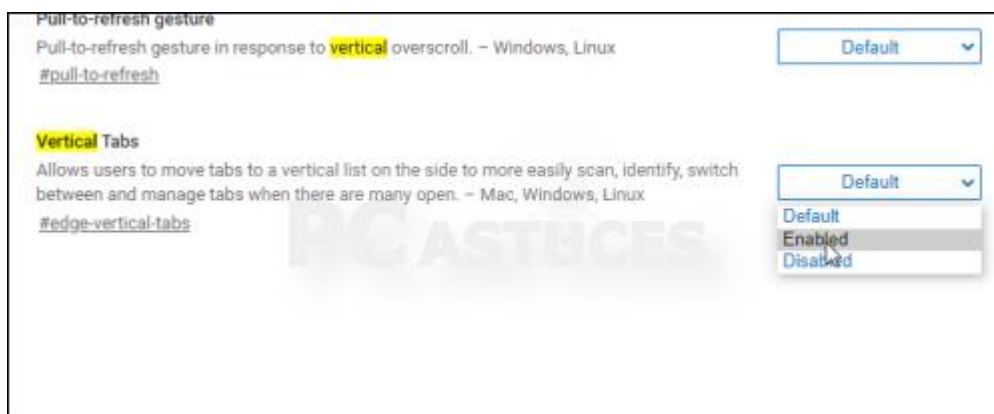 Pull-to-refresh gesture
Pull-to-refresh gesture in response to vertical overscroll. – Windows, Linux
Default
#pull-to-refresh
Vertical Tabs
Allows users to move tabs to a vertical list on the side to more easily scan, identify, switch
between and manage tabs when there are many open. – Mac, Windows, Linux
Default
#edge-vertical-tabs
Default
Enabled
Disabled
PC ASTUCES